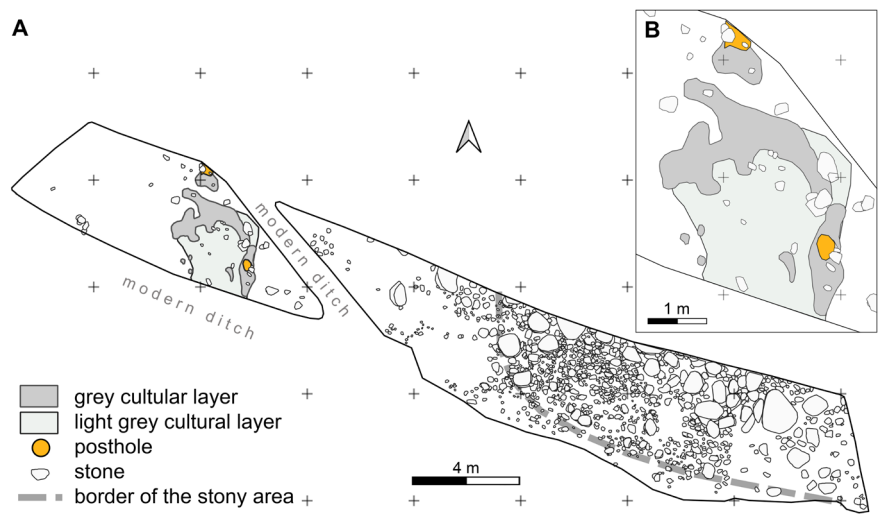 A
B
modern ditch
modern ditch
1 m
grey cultular layer
light grey cultural layer
posthole
stone
border of the stony area
4 m